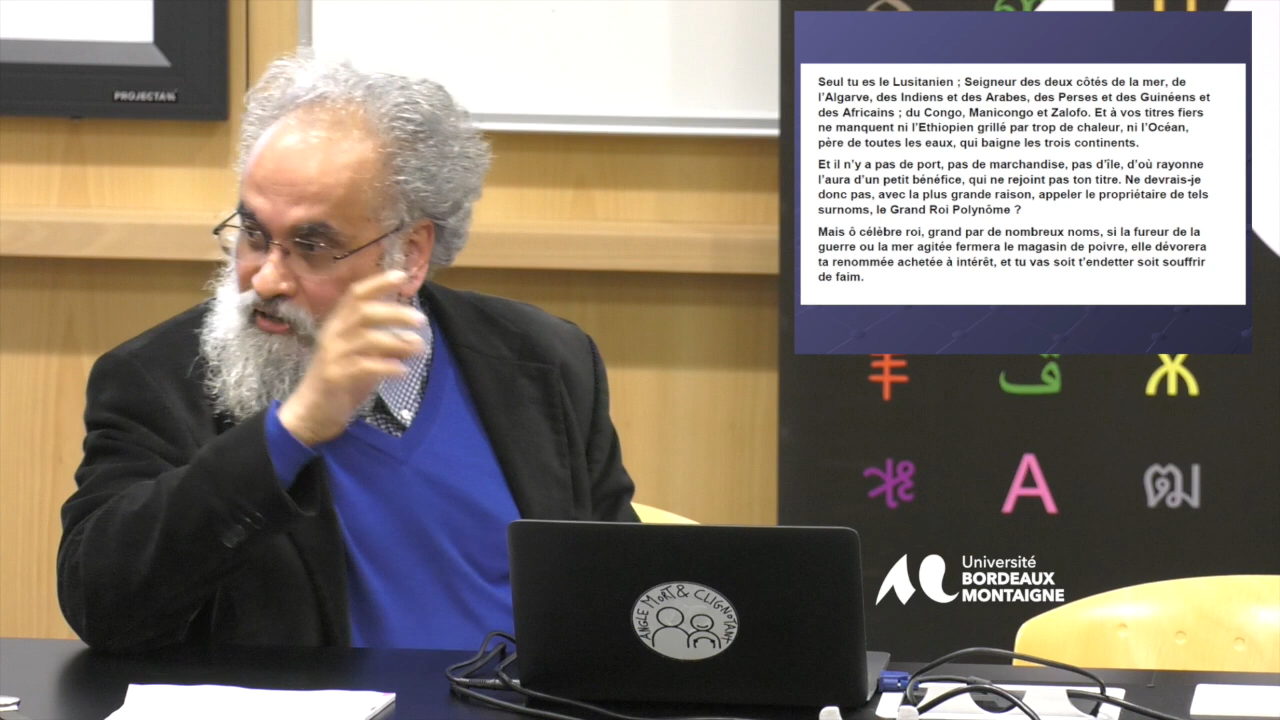 PROJECTA
Seul tu es le Lusitanien ; Seigneur des deux côtés de la mer, de
l'Algarve, des Indiens et des Arabes, des Perses et des Guinéens et
des Africains ; du Congo, Manicongo et Zalofo. Et à vos titres fiers
ne manquent ni l'Ethiopien grillé par trop de chaleur, ni l'Océan,
père de toutes les eaux, qui baigne les trois continents.
Et il n'y a pas de port, pas de marchandise, pas d'île, d'où rayonne
l'aura d'un petit bénéfice, qui ne rejoint pas ton titre. Ne devrais-je
donc pas, avec la plus grande raison, appeler le propriétaire de tels
surnoms, le Grand Roi Polynôme ?
Mais ô célèbre roi, grand par de nombreux noms, si la fureur de la
guerre ou la mer agitée fermera le magasin de poivre, elle dévorera
ta renommée achetée à intérêt, et tu vas soit t'endetter soit souffrir
de faim.
ڤ Ж
A ฒ
Université
BORDEAUX
MONTAIGNE
ANGLE MORT & CLIGNOTANT